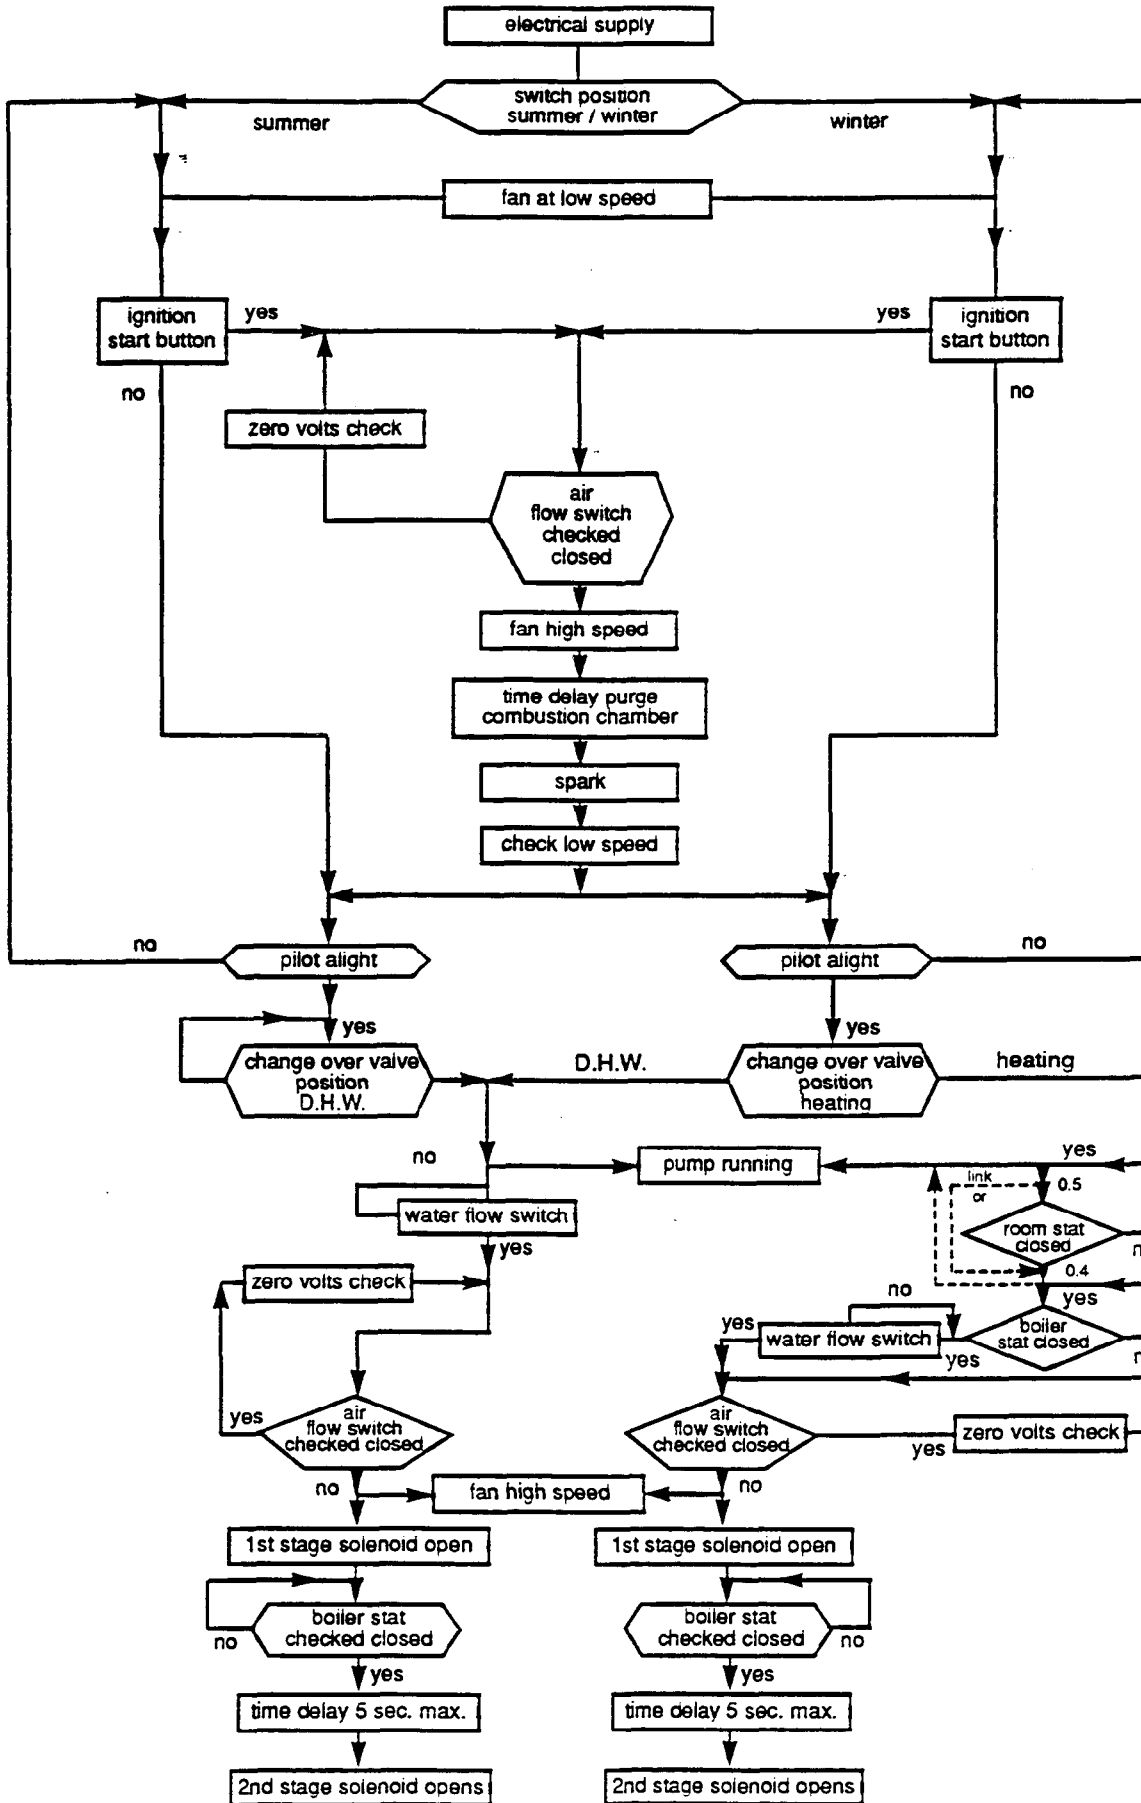 electrical supply
switch position
summer / winter
summer
winter
fan at low speed
ignition
start button
yes
yes
ignition
start button
no
no
zero volts check
air
flow switch
checked
closed
fan high speed
time delay purge
combustion chamber
spark
check low speed
no
pilot alight
pilot alight
no
yes
yes
change over valve
position
D.H.W.
D.H.W.
change over valve
position
heating
heating
no
pump running
yes
link
or
0.5
water flow switch
room stat
closed
yes
zero volts check
0.4
no
yes
yes
water flow switch
boiler
stat closed
yes
yes
air
flow switch
checked closed
air
flow switch
checked closed
yes
zero volts check
no
fan high speed
no
1st stage solenoid open
1st stage solenoid open
boiler stat
checked closed
no
boiler stat
checked closed
no
yes
yes
time delay 5 sec. max.
time delay 5 sec. max.
2nd stage solenoid opens
2nd stage solenoid opens